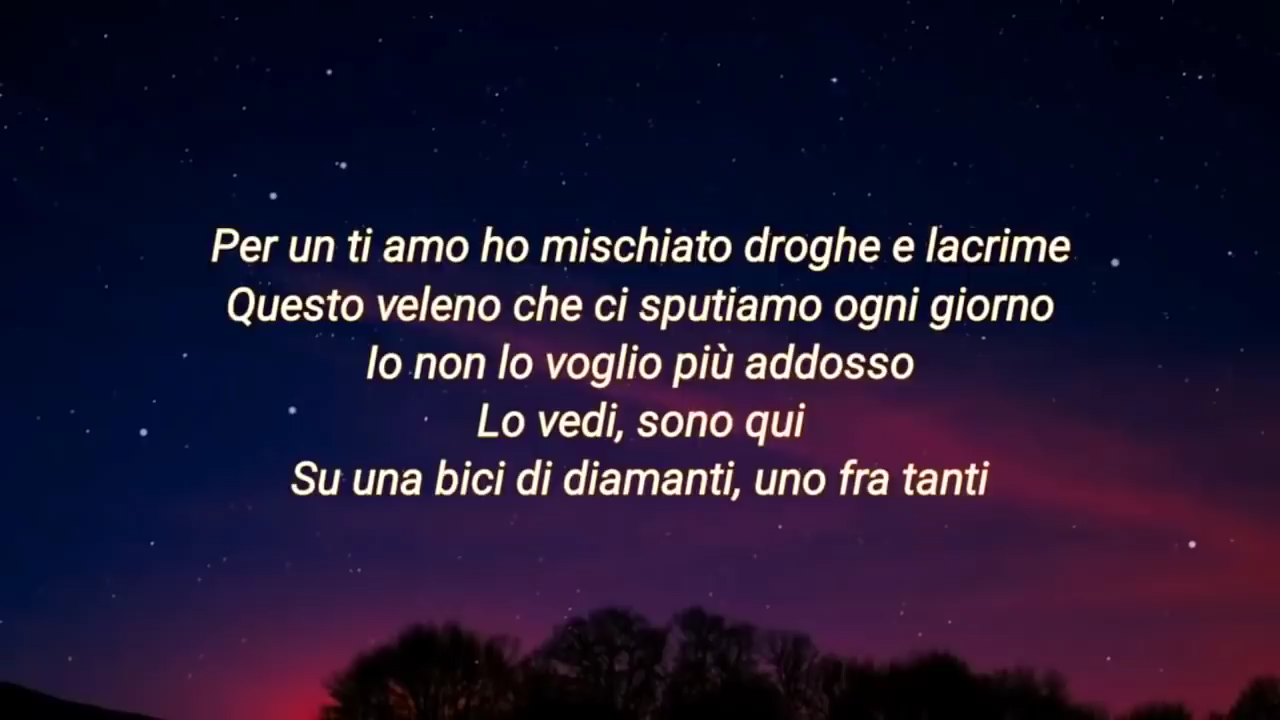 Per un ti amo ho mischiato droghe e lacrime
Questo veleno che ci sputiamo ogni giorno
Io non lo voglio più addosso
Lo vedi, sono qui
Su una bici di diamanti, uno fra tanti